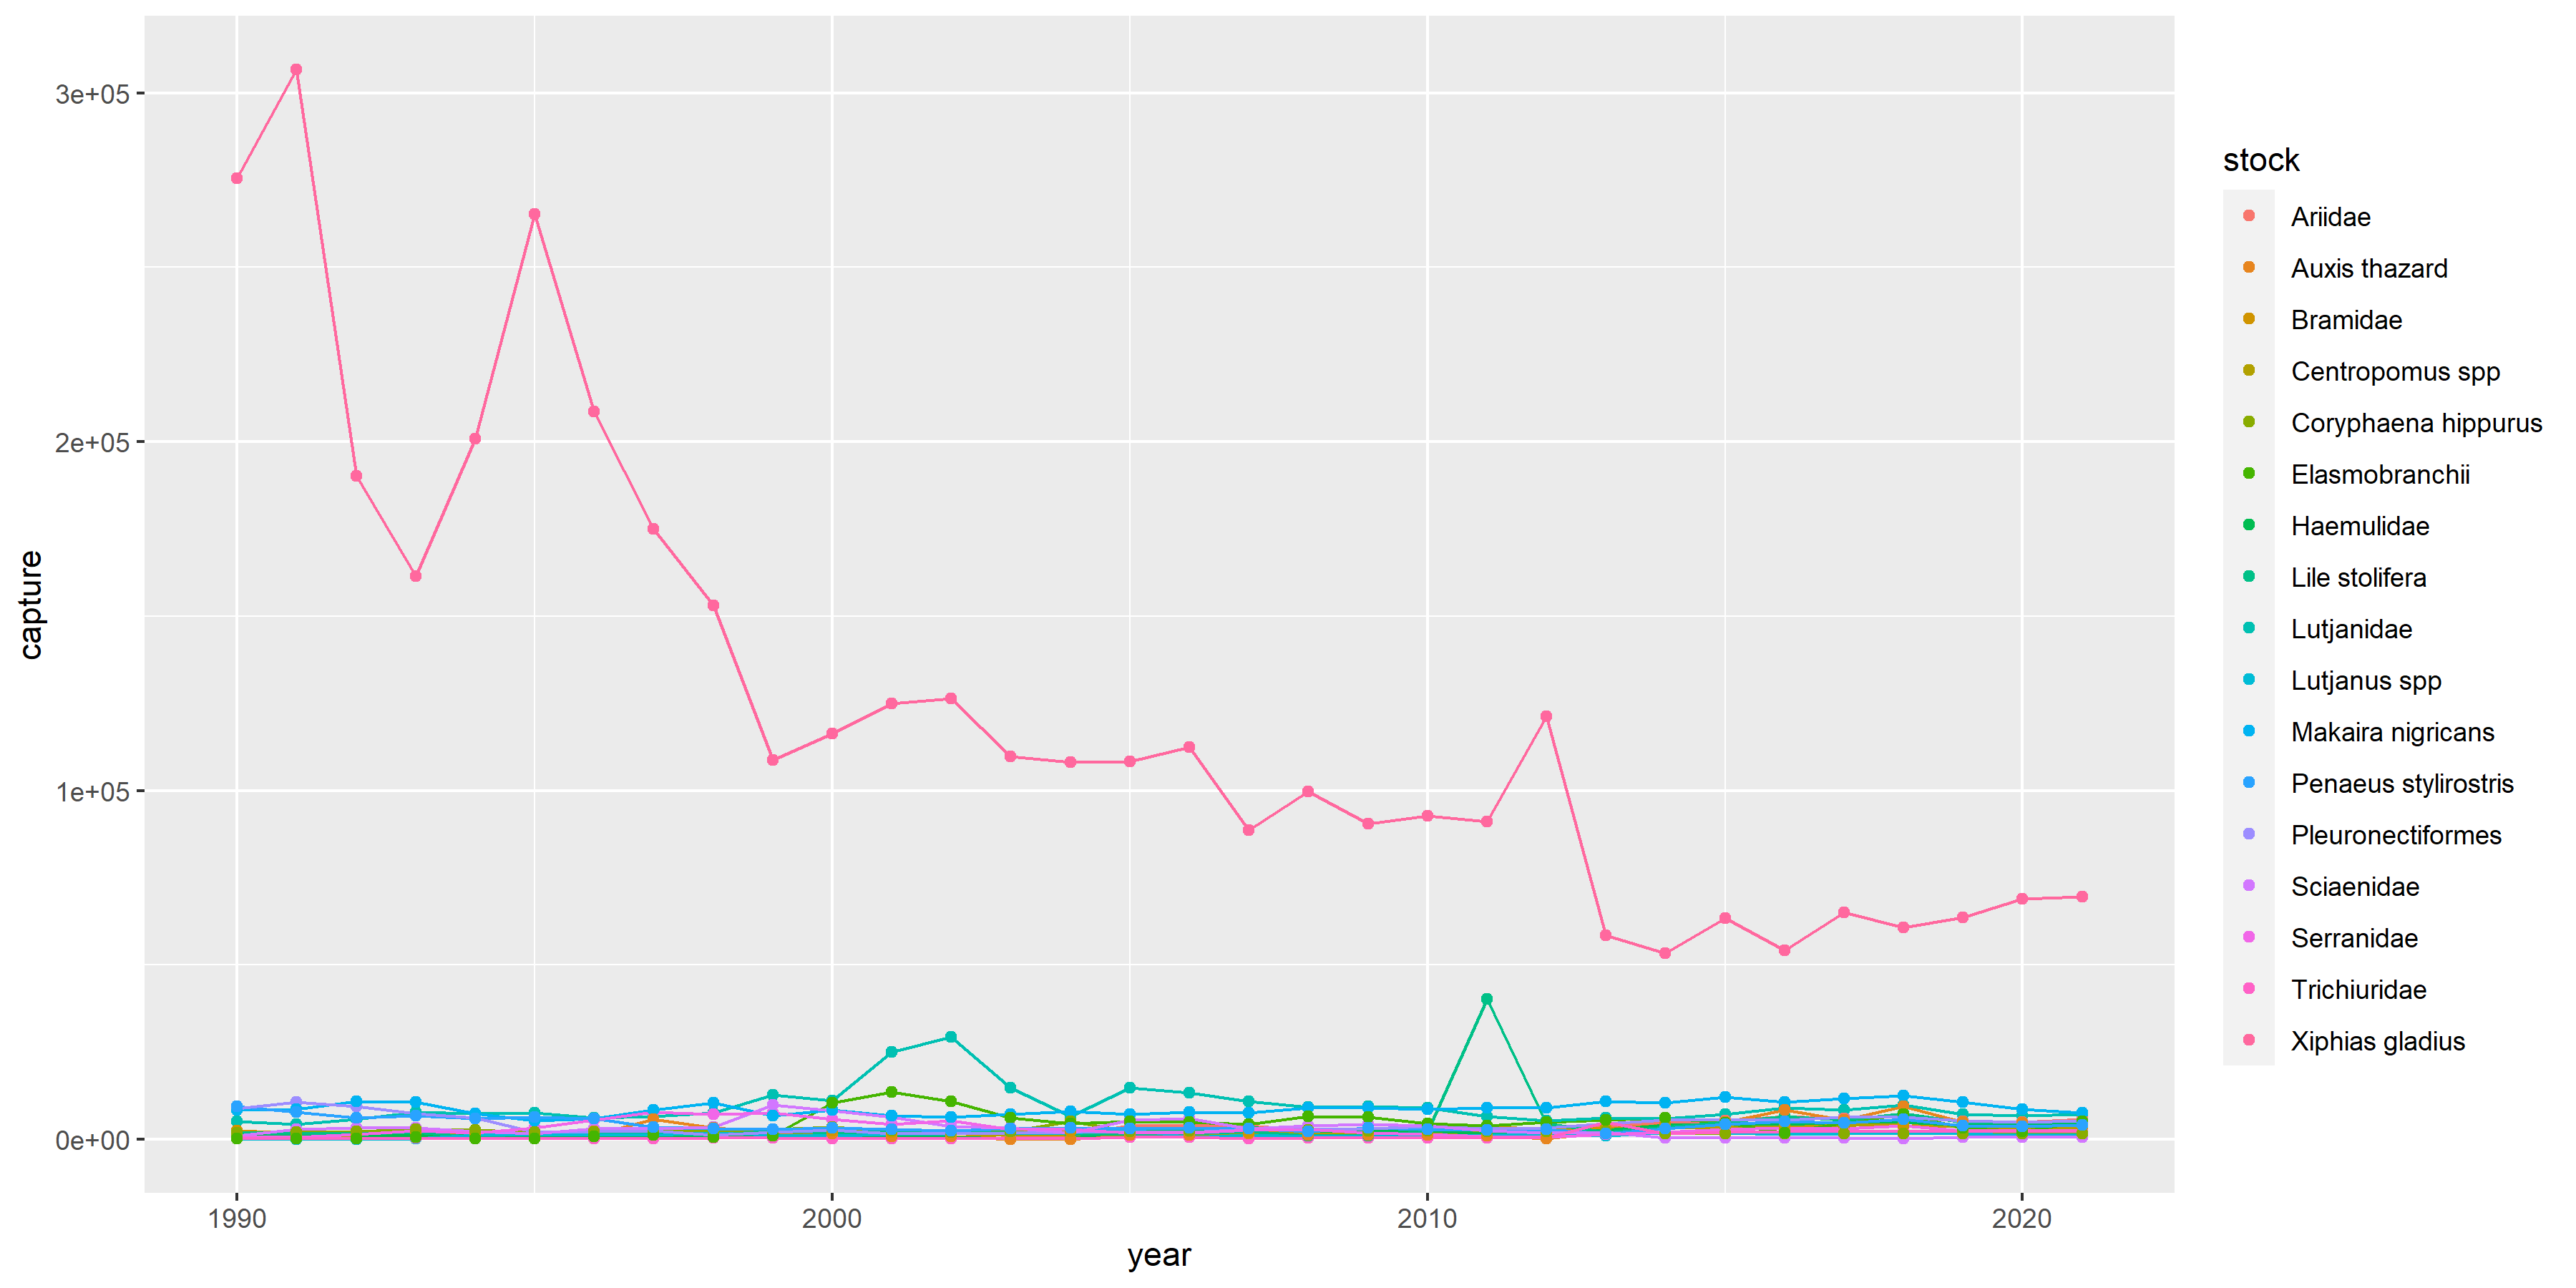 3e+05
2e+05
1e+05
0e+00
capture
1990
2000
2010
2020
year
stock
Ariidae
Auxis thazard
Bramidae
Centropomus spp
Coryphaena hippurus
Elasmobranchii
Haemulidae
Lile stolifera
Lutjanidae
Lutjanus spp
Makaira nigricans
Penaeus stylirostris
Pleuronectiformes
Sciaenidae
Serranidae
Trichiuridae
Xiphias gladius